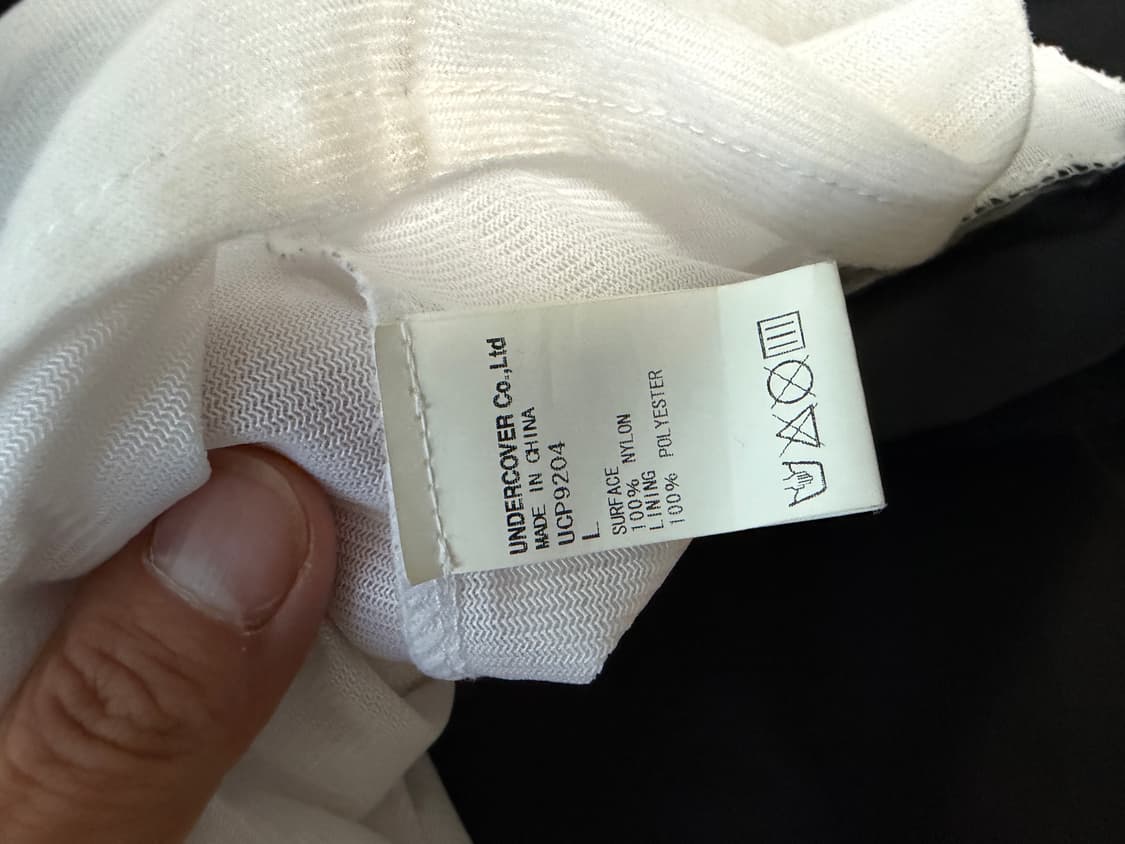 UNDERCOVER Co.,Ltd
MADE IN CHINA
UCP9204
L
SURFACE
100% NYLON
LINING
100% POLYESTER